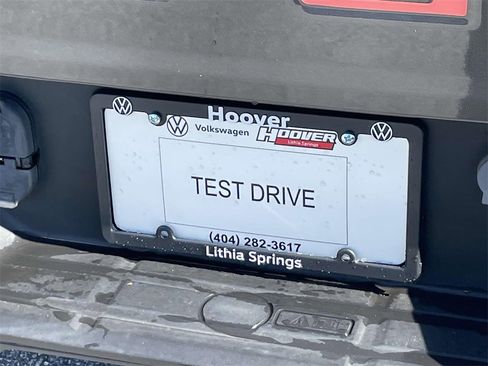 Hoover
Volkswagen HOOVER
Lithia Springs
TEST DRIVE
(404) 282-3617
Lithia Springs